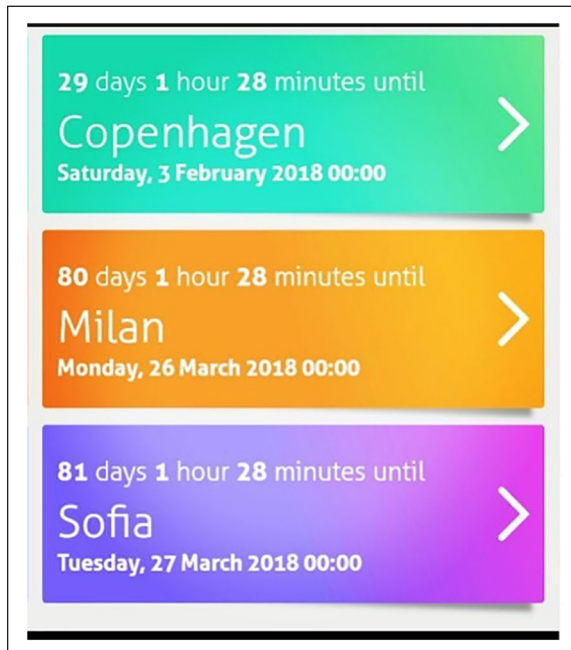 29 days 1 hour 28 minutes until
Copenhagen
Saturday, 3 February 2018 00:00
80 days 1 hour 28 minutes until
Milan
Monday, 26 March 2018 00:00
81 days 1 hour 28 minutes until
Sofia
Tuesday, 27 March 2018 00:00